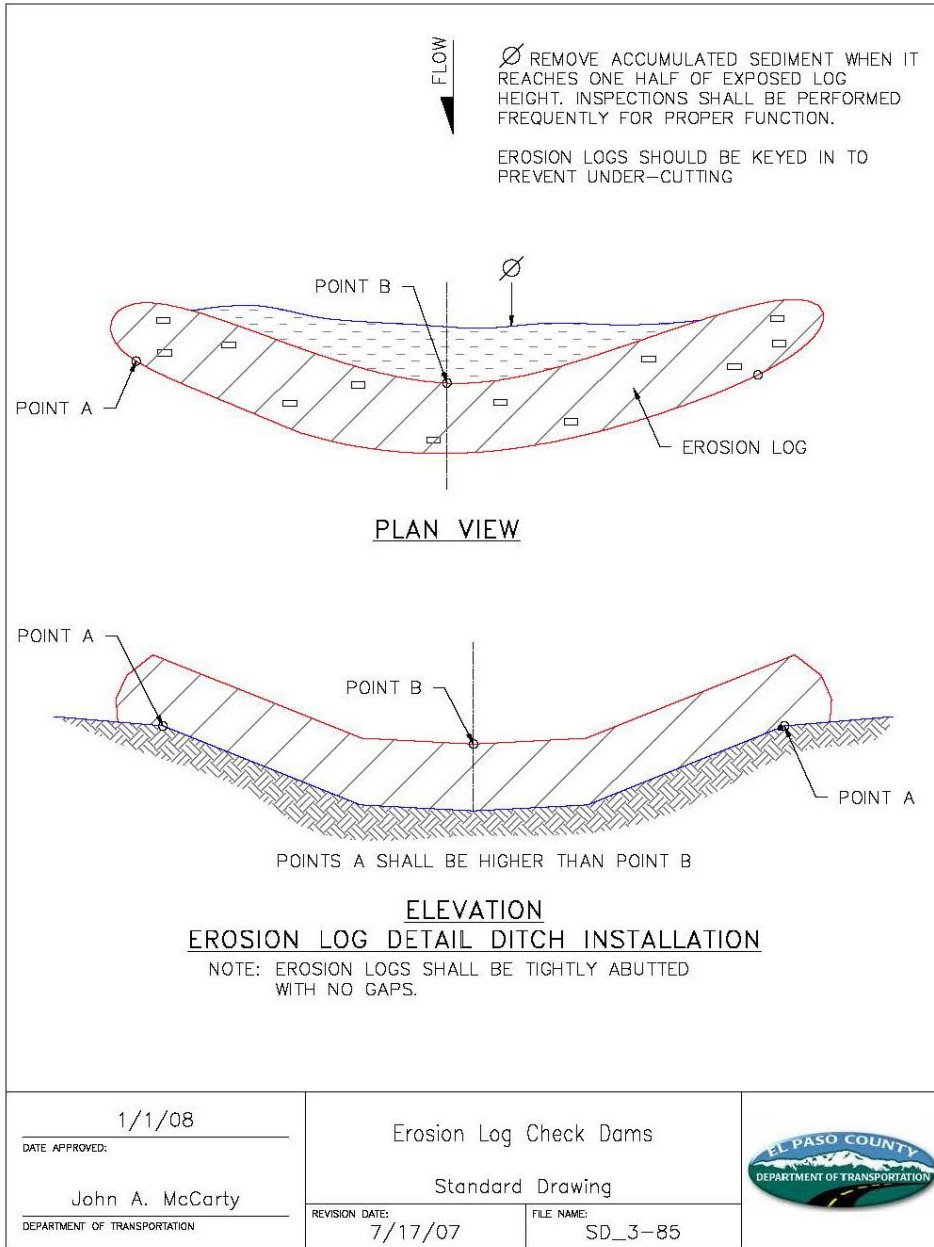 FLOW
∅ REMOVE ACCUMULATED SEDIMENT WHEN IT
REACHES ONE HALF OF EXPOSED LOG
HEIGHT. INSPECTIONS SHALL BE PERFORMED
FREQUENTLY FOR PROPER FUNCTION.
EROSION LOGS SHOULD BE KEYED IN TO
PREVENT UNDER-CUTTING
∅
POINT B
POINT A
EROSION LOG
PLAN VIEW
POINT A
POINT B
POINT A
POINTS A SHALL BE HIGHER THAN POINT B
ELEVATION
EROSION LOG DETAIL DITCH INSTALLATION
NOTE: EROSION LOGS SHALL BE TIGHTLY ABUTTED
WITH NO GAPS.
1/1/08
DATE APPROVED:
John A. McCarty
DEPARTMENT OF TRANSPORTATION
Erosion Log Check Dams
Standard Drawing
REVISION DATE:
7/17/07
FILE NAME:
SD_3-85
EL PASO COUNTY
DEPARTMENT OF TRANSPORTATION